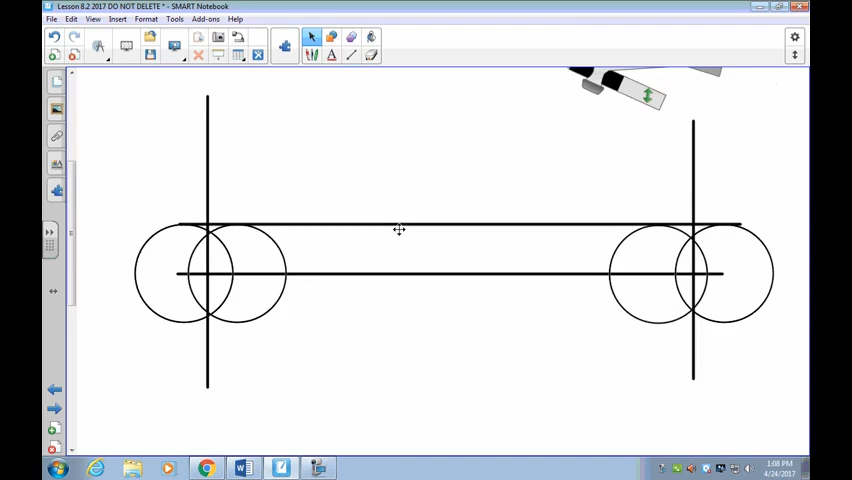 Lesson 8.2 2017 DO NOT DELETE * - SMART Notebook
File Edit View Insert Format Tools Add-ons Help
1:08 PM
4/24/2017